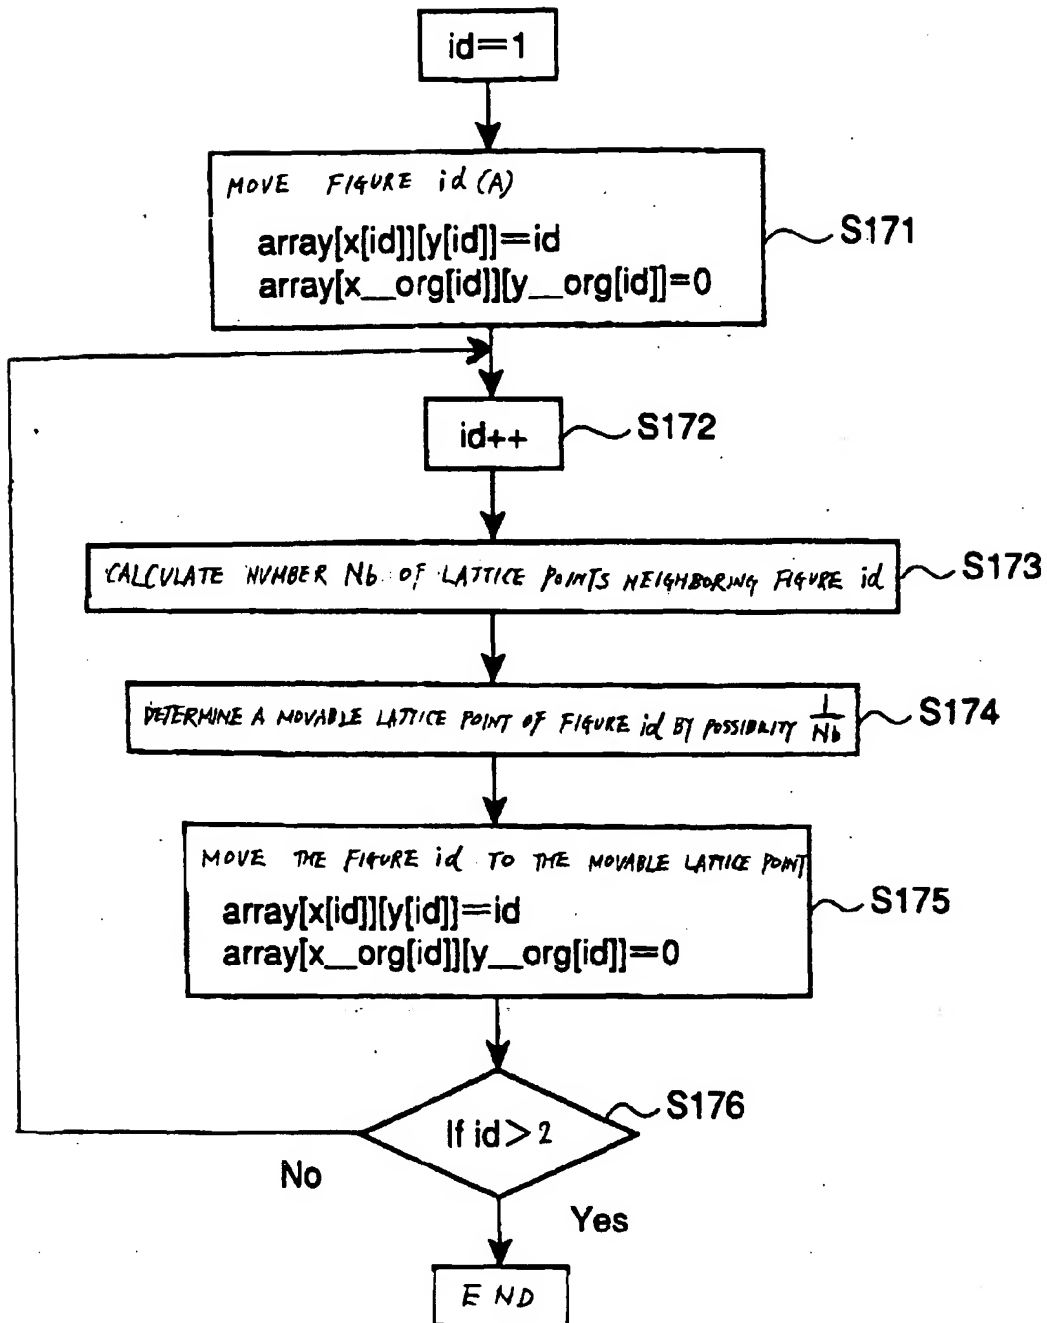 id=1
MOVE FIGURE id (A)
array[x[id]][y[id]]=id
array[x__org[id]][y__org[id]]=0
S171
id++
S172
CALCULATE NUMBER Nb OF LATTICE POINTS NEIGHBORING FIGURE id
S173
DETERMINE A MOVABLE LATTICE POINT OF FIGURE id BY POSSIBILITY 1/Nb
S174
MOVE THE FIGURE id TO THE MOVABLE LATTICE POINT
array[x[id]][y[id]]=id
array[x__org[id]][y__org[id]]=0
S175
If id>2
S176
No
Yes
END